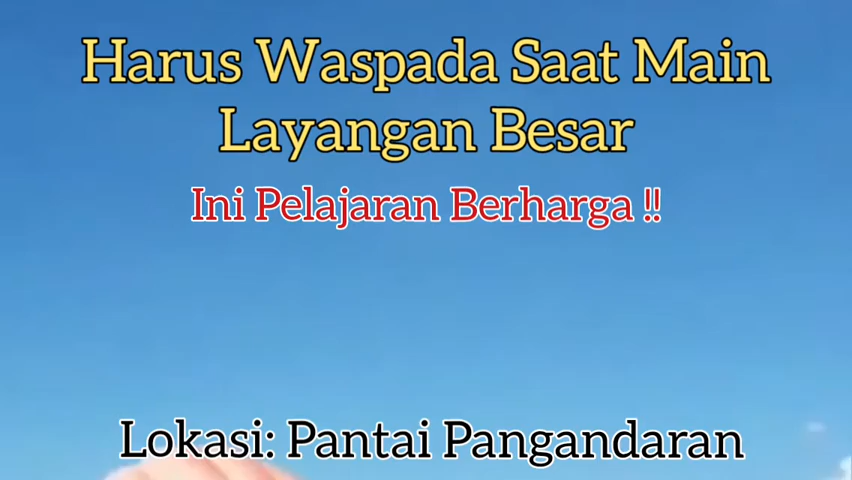 Harus Waspada Saat Main
Layangan Besar
Ini Pelajaran Berharga !!
Lokasi: Pantai Pangandaran